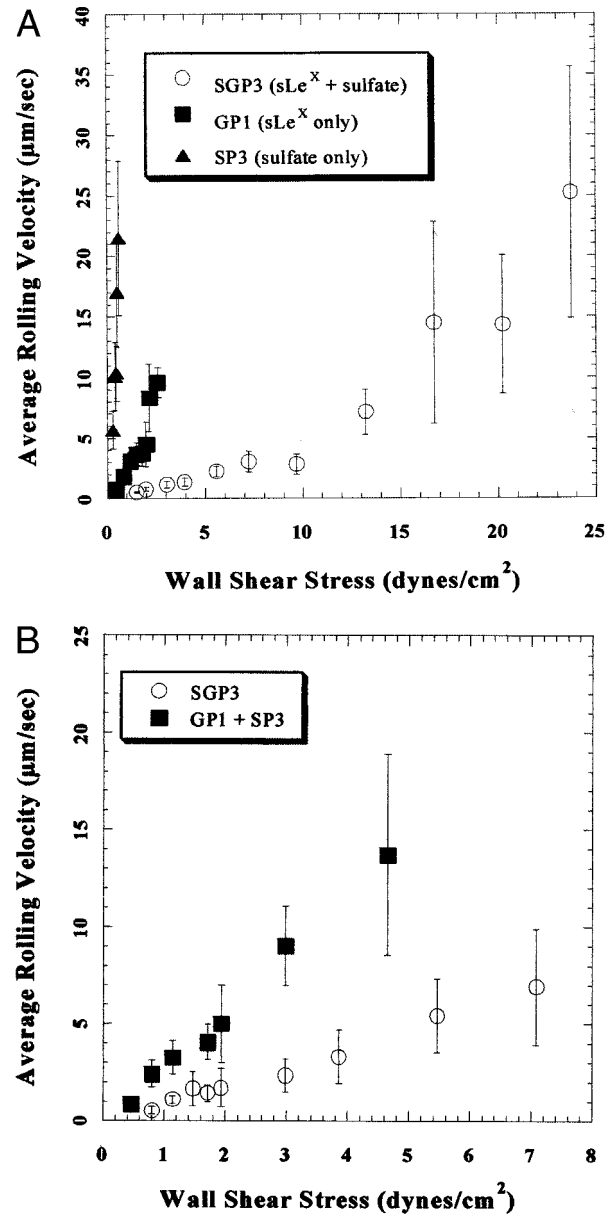 A
40
35
30
25
20
15
10
5
0
Average Rolling Velocity (μm/sec)
SGP3 (sLeX + sulfate)
GP1 (sLeX only)
SP3 (sulfate only)
0 5 10 15 20 25
Wall Shear Stress (dynes/cm2)
B
25
20
15
10
5
0
Average Rolling Velocity (μm/sec)
SGP3
GP1 + SP3
0 1 2 3 4 5 6 7 8
Wall Shear Stress (dynes/cm2)